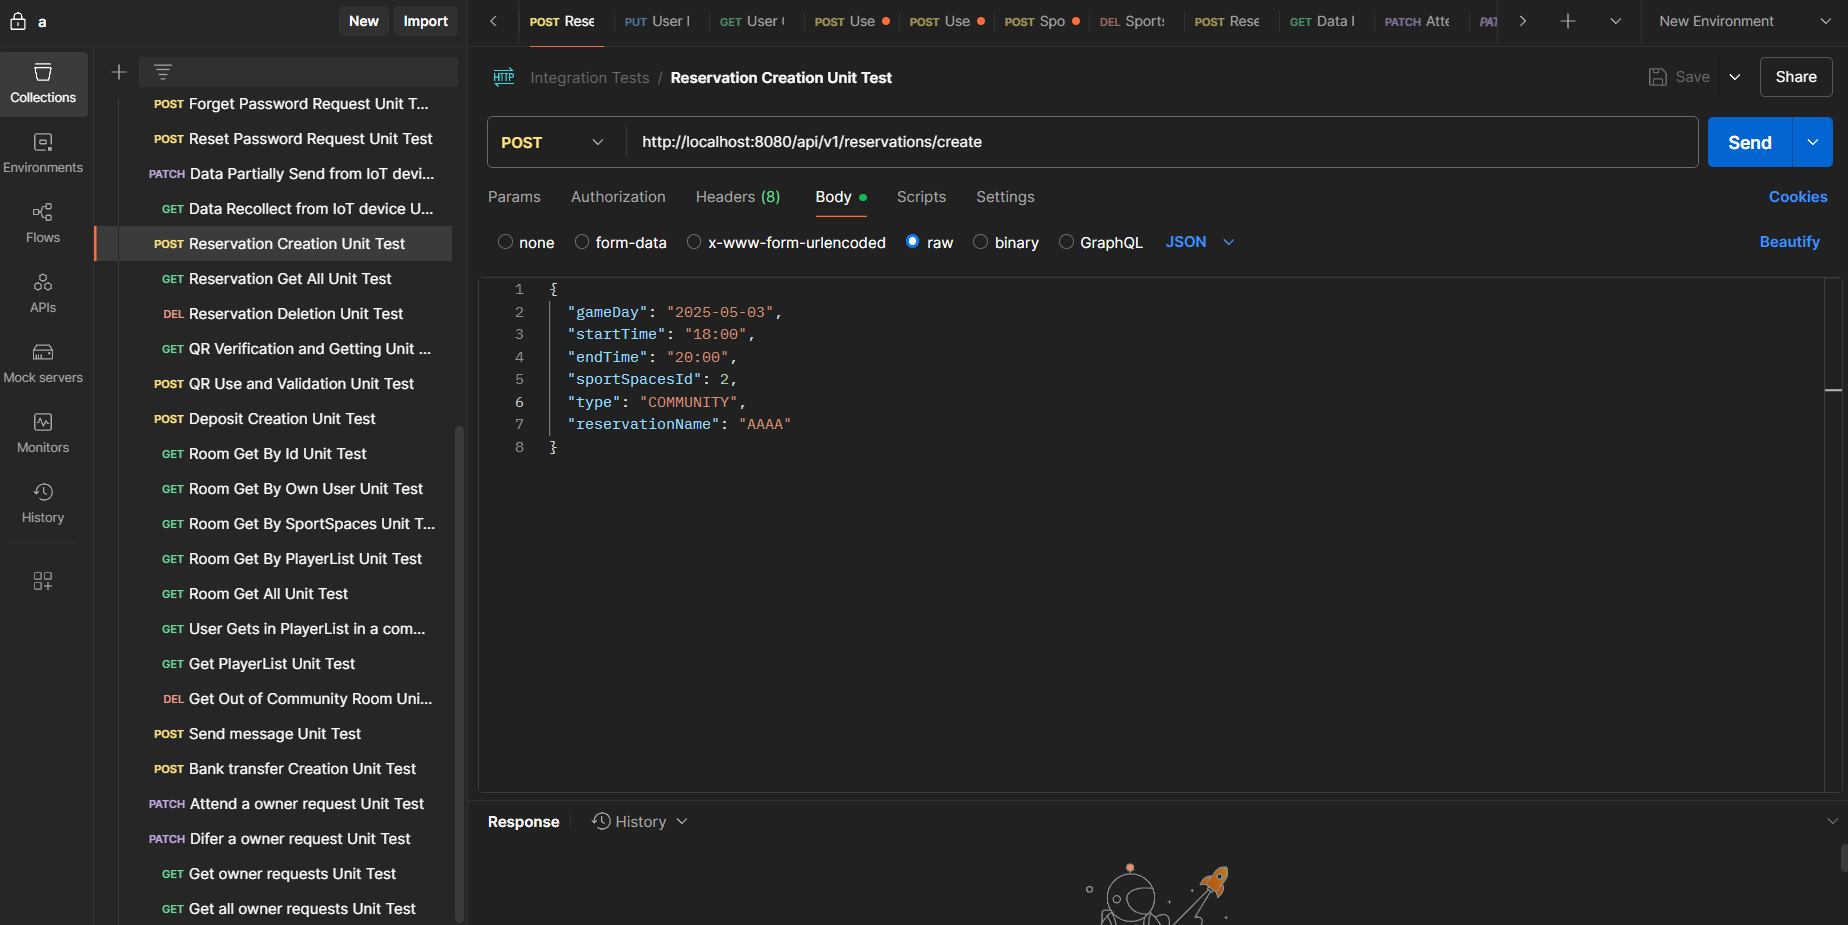 a
New
Import
POST Rese
PUT User
GET User
POST Use
POST Use
POST Spo
DEL Sports
POST Rese
GET Data
PATCH Atte
PAT
New Environment
Collections
Environments
Flows
APIs
Mock servers
Monitors
History
POST Forget Password Request Unit T...
POST Reset Password Request Unit Test
PATCH Data Partially Send from IoT devi...
GET Data Recollect from IoT device U...
POST Reservation Creation Unit Test
GET Reservation Get All Unit Test
DEL Reservation Deletion Unit Test
GET QR Verification and Getting Unit ...
POST QR Use and Validation Unit Test
POST Deposit Creation Unit Test
GET Room Get By Id Unit Test
GET Room Get By Own User Unit Test
GET Room Get By SportSpaces Unit T...
GET Room Get By PlayerList Unit Test
GET Room Get All Unit Test
GET User Gets in PlayerList in a com...
GET Get PlayerList Unit Test
DEL Get Out of Community Room Uni...
POST Send message Unit Test
POST Bank transfer Creation Unit Test
PATCH Attend a owner request Unit Test
PATCH Difer a owner request Unit Test
GET Get owner requests Unit Test
GET Get all owner requests Unit Test
HTTP Integration Tests / Reservation Creation Unit Test
Save
Share
POST http://localhost:8080/api/v1/reservations/create
Send
Params Authorization Headers (8) Body Scripts Settings
Cookies
none form-data x-www-form-urlencoded raw binary GraphQL JSON
Beautify
1 {
2 "gameDay": "2025-05-03",
3 "startTime": "18:00",
4 "endTime": "20:00",
5 "sportSpacesId": 2,
6 "type": "COMMUNITY",
7 "reservationName": "AAAA"
8 }
Response History